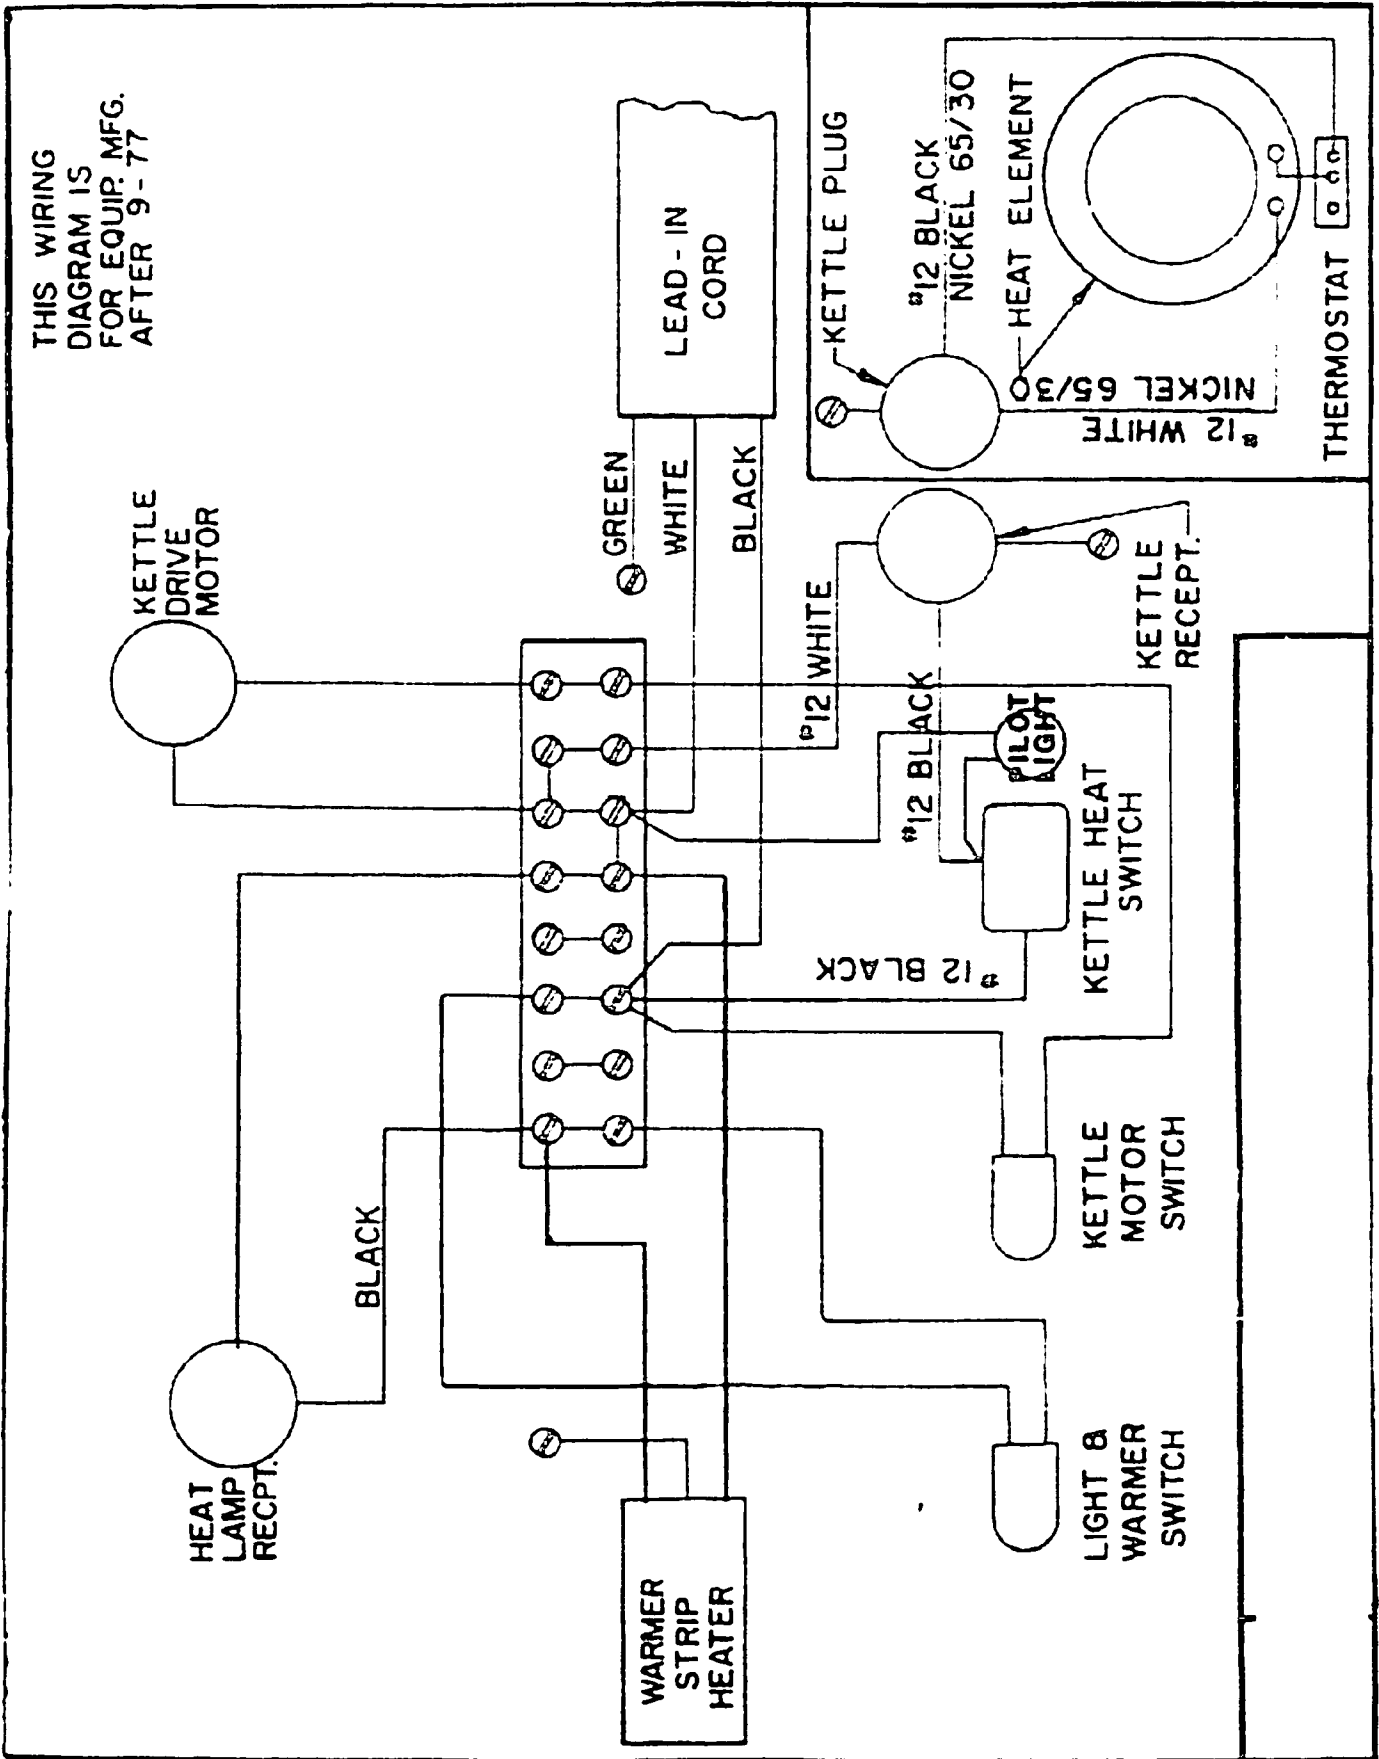 THIS WIRING
DIAGRAM IS
FOR EQUIP. MFG.
AFTER 9-77
KETTLE
DRIVE
MOTOR
HEAT
LAMP
RECPT.
BLACK
GREEN
WHITE
BLACK
LEAD-IN
CORD
WARMER
STRIP
HEATER
#12 WHITE
#12 BLACK
#12 BLACK
PILOT
LIGHT
KETTLE HEAT
SWITCH
KETTLE
RECEPT.
KETTLE
MOTOR
SWITCH
LIGHT &
WARMER
SWITCH
KETTLE PLUG
#12 BLACK
NICKEL 65/30
HEAT ELEMENT
#12 WHITE
NICKEL 65/30
THERMOSTAT